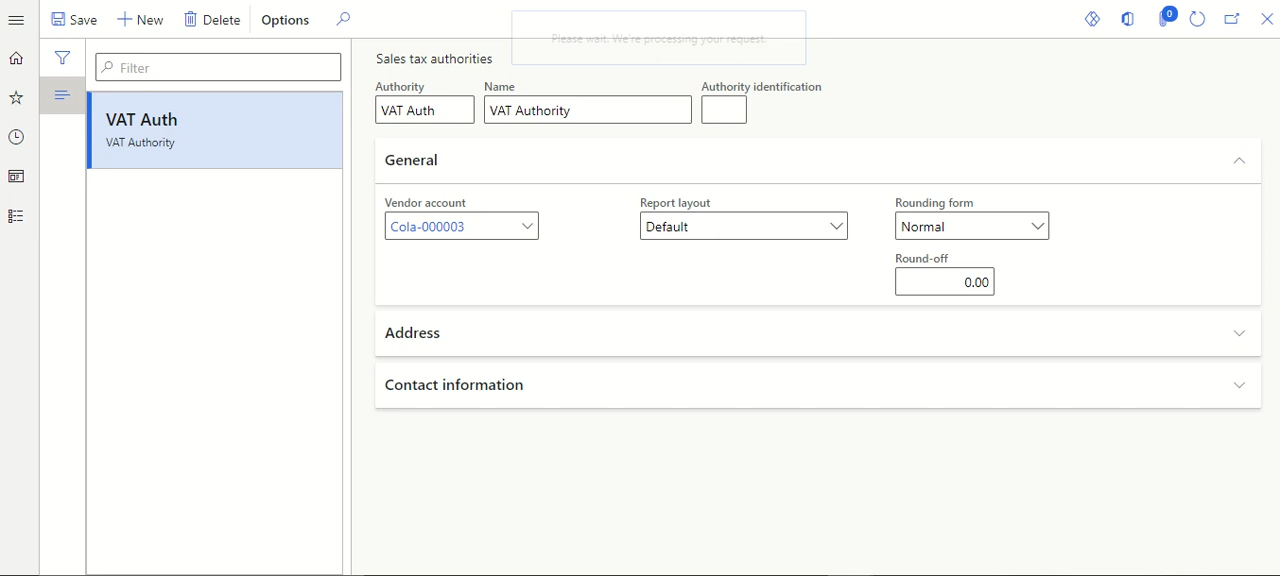 Save
New
Delete
Options
0
Please wait. We're processing your request.
Filter
VAT Auth
VAT Authority
Sales tax authorities
Authority
Name
Authority identification
VAT Auth
VAT Authority
General
Vendor account
Report layout
Rounding form
Cola-000003
Default
Normal
Round-off
0.00
Address
Contact information